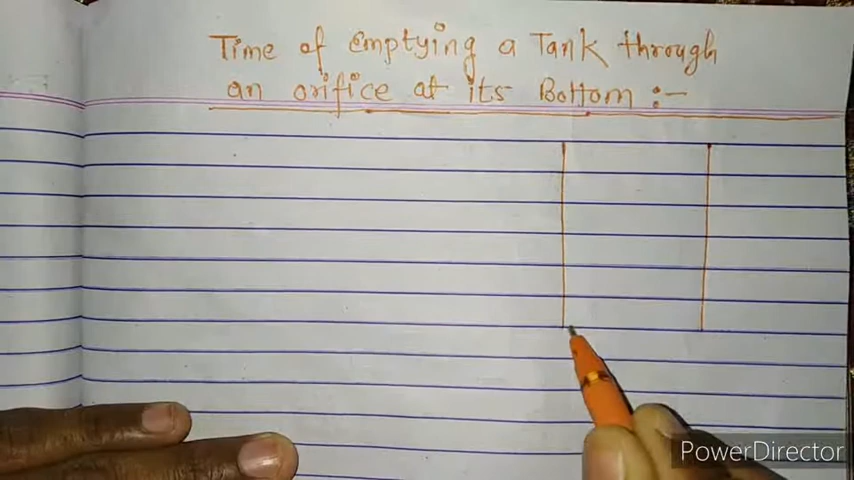 Time of emptying a Tank through
an orifice at its Bottom :-
PowerDirector